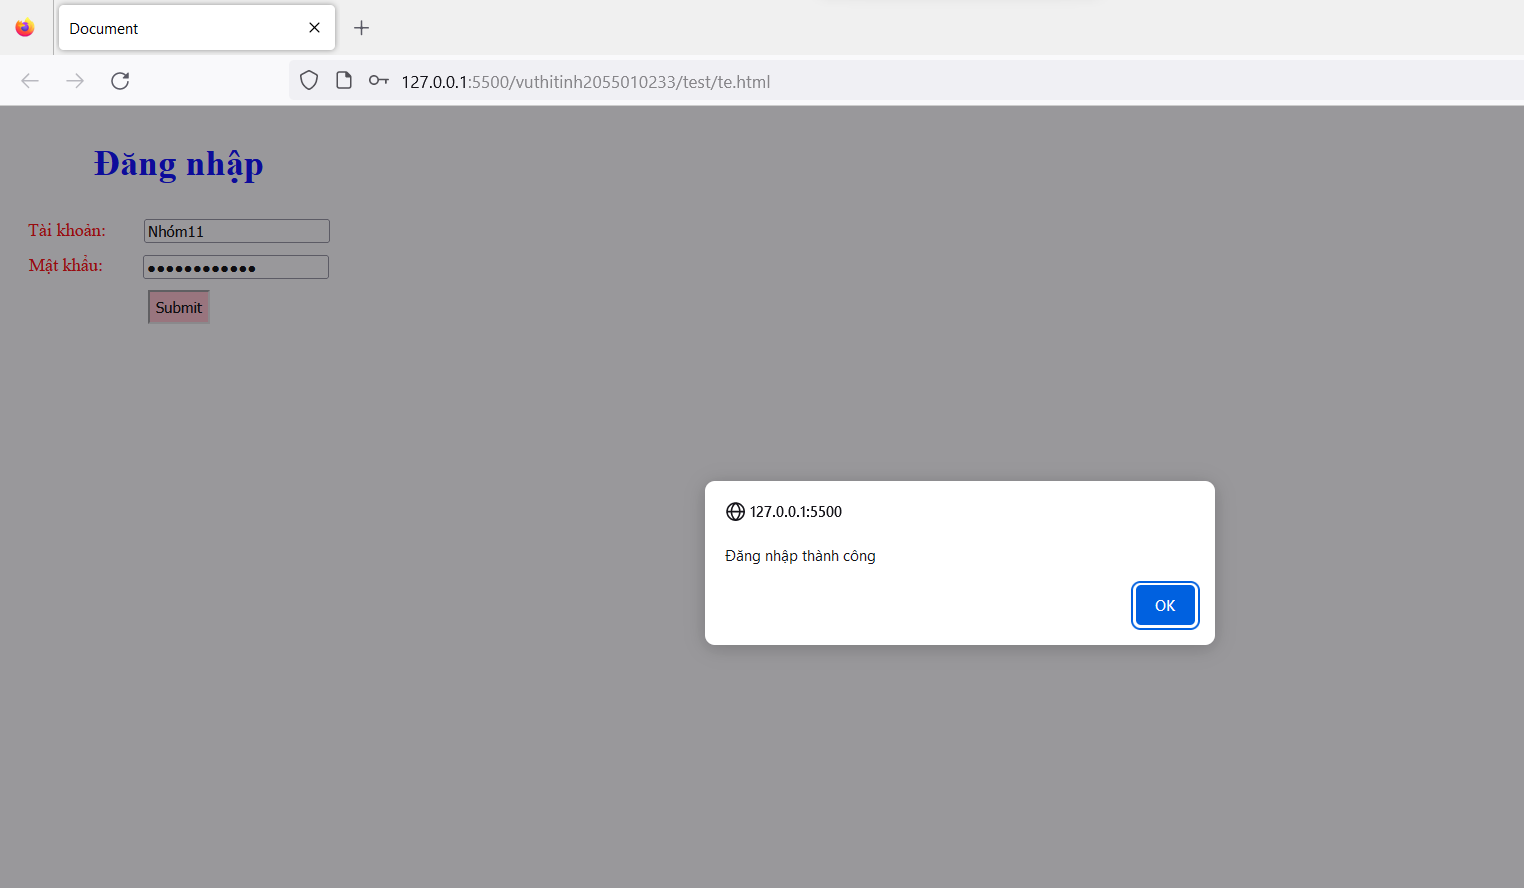 Document
127.0.0.1:5500/vuthitinh2055010233/test/te.html
Đăng nhập
Tài khoản: Nhóm11
Mật khẩu: ●●●●●●●●●●●●
Submit
127.0.0.1:5500
Đăng nhập thành công
OK